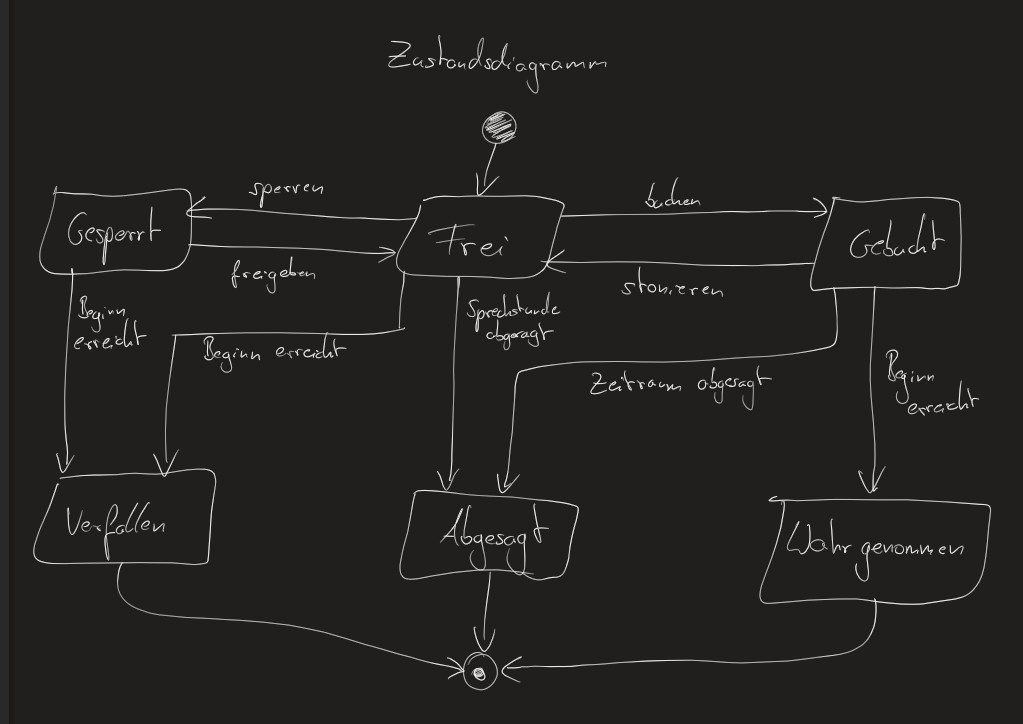 Zustandsdiagramm
sperren
buchen
Gesperrt
Frei
Gebucht
freigeben
stonieren
Beginn
erreicht
Sprechstunde
abgesagt
Beginn erreicht
Zeitraum abgesagt
Beginn
erreicht
Verfallen
Abgesagt
Wahrgenommen